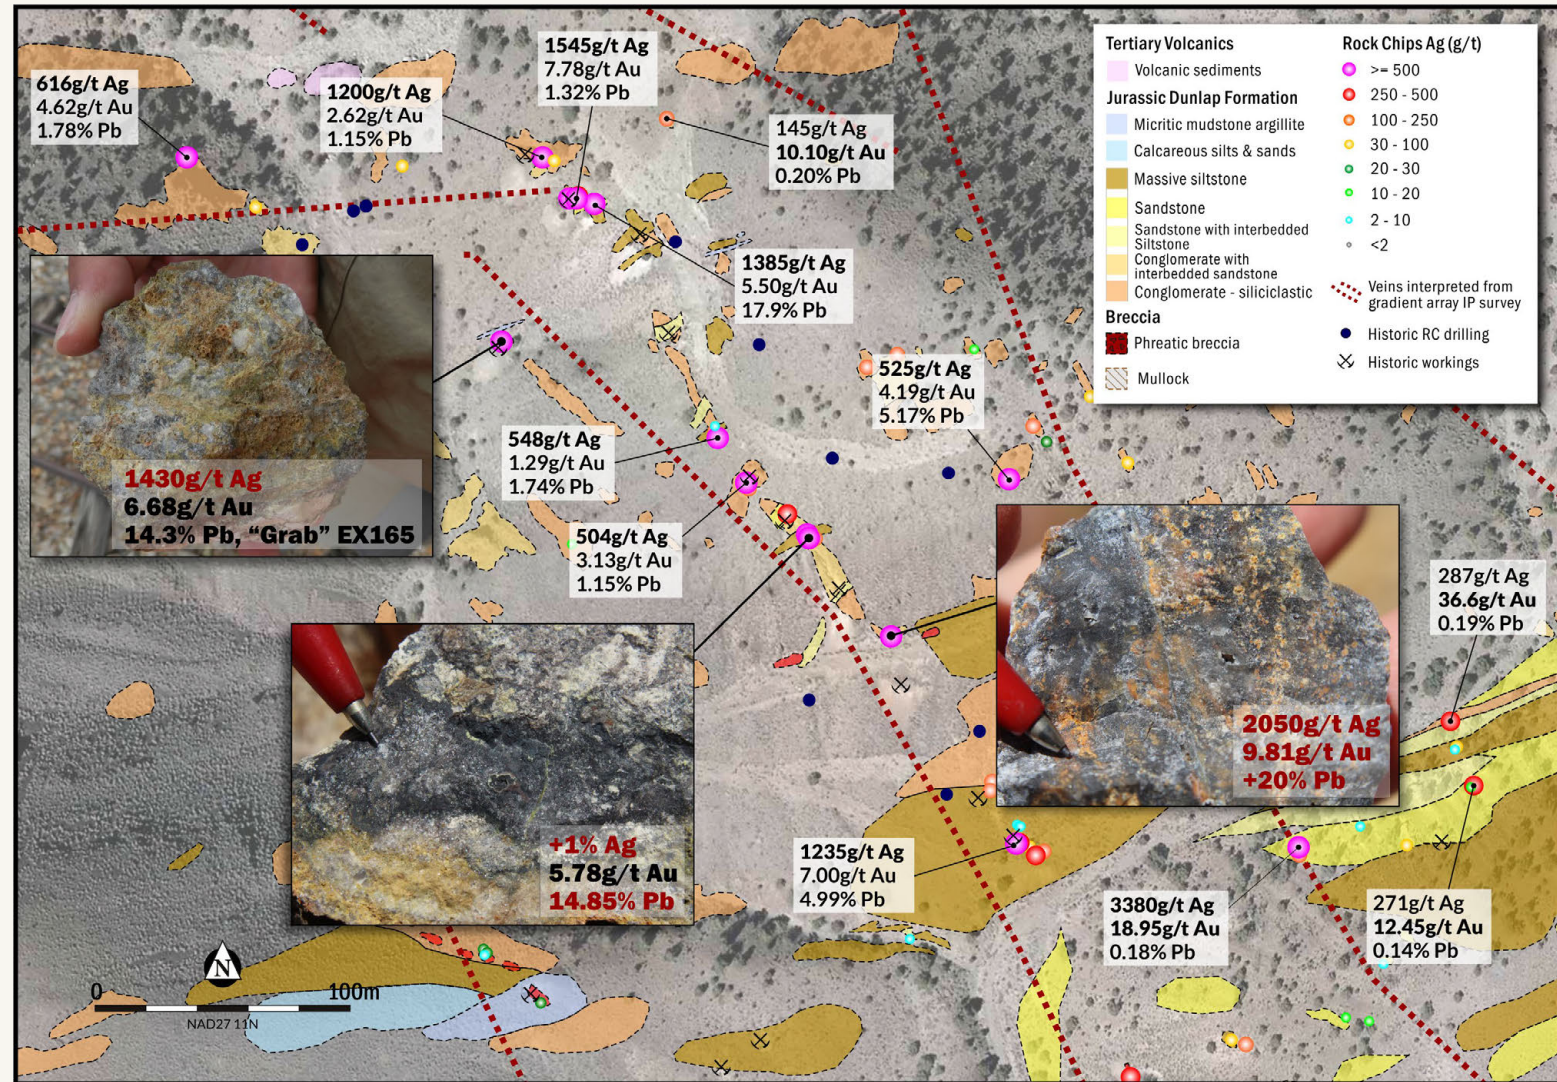 1545g/t Ag
7.78g/t Au
1.32% Pb
616g/t Ag
4.62g/t Au
1.78% Pb
1200g/t Ag
2.62g/t Au
1.15% Pb
145g/t Ag
10.10g/t Au
0.20% Pb
Tertiary Volcanics
Volcanic sediments
Jurassic Dunlap Formation
Micritic mudstone argillite
Calcareous silts & sands
Massive siltstone
Sandstone
Sandstone with interbedded
Siltstone
Conglomerate with
interbedded sandstone
Conglomerate - siliciclastic
Breccia
Phreatic breccia
Mullock
Rock Chips Ag (g/t)
>= 500
250 - 500
100 - 250
30 - 100
20 - 30
10 - 20
2 - 10
<2
Veins interpreted from
gradient array IP survey
Historic RC drilling
Historic workings
1385g/t Ag
5.50g/t Au
17.9% Pb
525g/t Ag
4.19g/t Au
5.17% Pb
1430g/t Ag
6.68g/t Au
14.3% Pb, “Grab” EX165
548g/t Ag
1.29g/t Au
1.74% Pb
504g/t Ag
3.13g/t Au
1.15% Pb
287g/t Ag
36.6g/t Au
0.19% Pb
2050g/t Ag
9.81g/t Au
+20% Pb
+1% Ag
5.78g/t Au
14.85% Pb
1235g/t Ag
7.00g/t Au
4.99% Pb
3380g/t Ag
18.95g/t Au
0.18% Pb
271g/t Ag
12.45g/t Au
0.14% Pb
N
0 100m
NAD27 11N